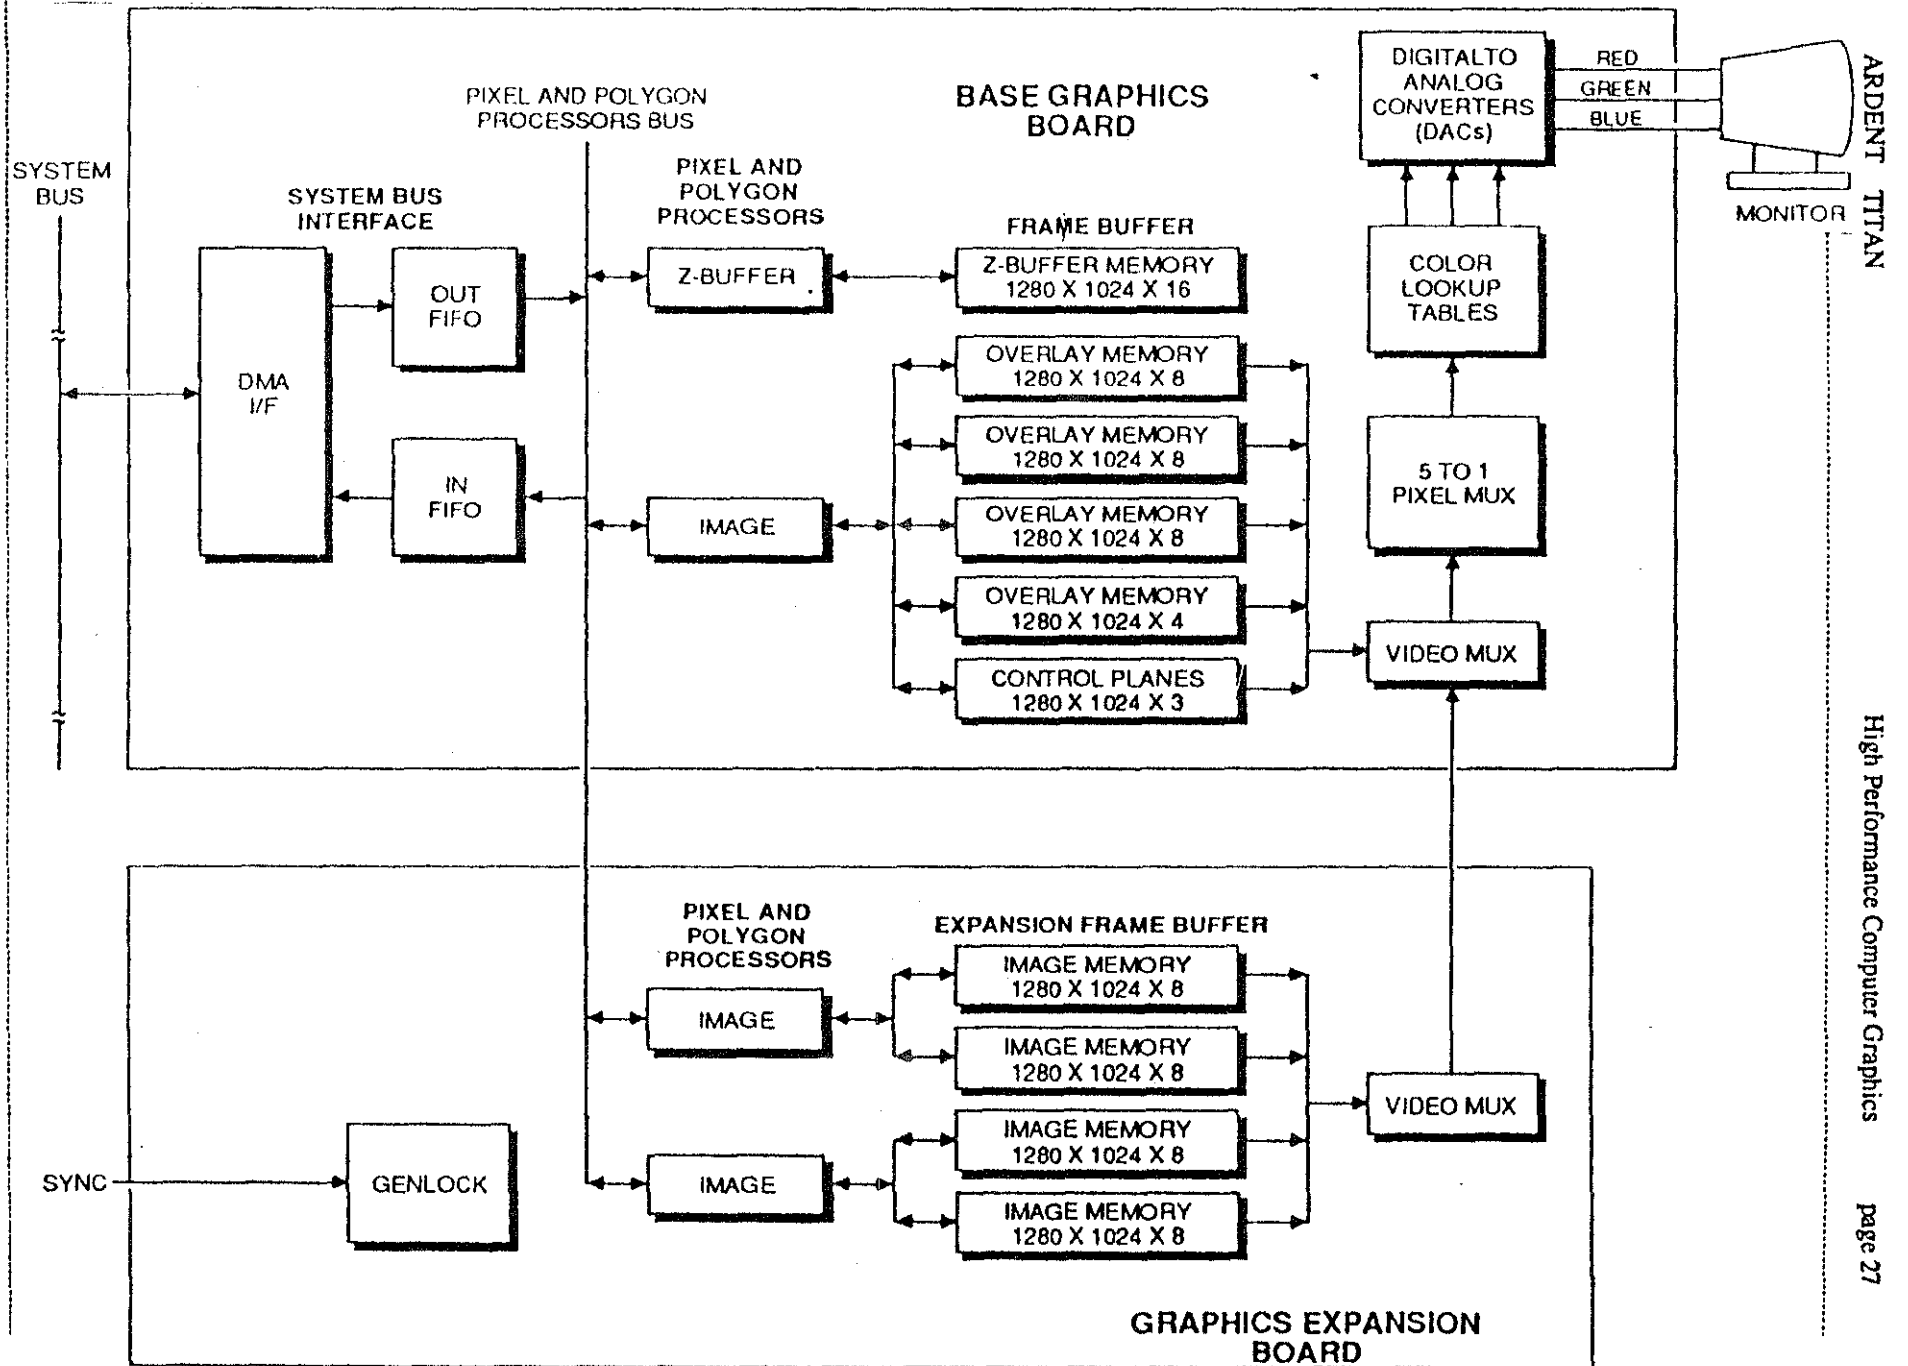 ARDENT TITAN
High Performance Computer Graphics
page 27
BASE GRAPHICS
BOARD
PIXEL AND POLYGON
PROCESSORS BUS
SYSTEM
BUS
SYSTEM BUS
INTERFACE
DMA
I/F
OUT
FIFO
IN
FIFO
PIXEL AND
POLYGON
PROCESSORS
Z-BUFFER
IMAGE
FRAME BUFFER
Z-BUFFER MEMORY
1280 X 1024 X 16
OVERLAY MEMORY
1280 X 1024 X 8
OVERLAY MEMORY
1280 X 1024 X 8
OVERLAY MEMORY
1280 X 1024 X 8
OVERLAY MEMORY
1280 X 1024 X 4
CONTROL PLANES
1280 X 1024 X 3
DIGITALTO
ANALOG
CONVERTERS
(DACs)
RED
GREEN
BLUE
MONITOR
COLOR
LOOKUP
TABLES
5 TO 1
PIXEL MUX
VIDEO MUX
PIXEL AND
POLYGON
PROCESSORS
IMAGE
IMAGE
EXPANSION FRAME BUFFER
IMAGE MEMORY
1280 X 1024 X 8
IMAGE MEMORY
1280 X 1024 X 8
IMAGE MEMORY
1280 X 1024 X 8
IMAGE MEMORY
1280 X 1024 X 8
VIDEO MUX
SYNC
GENLOCK
GRAPHICS EXPANSION
BOARD